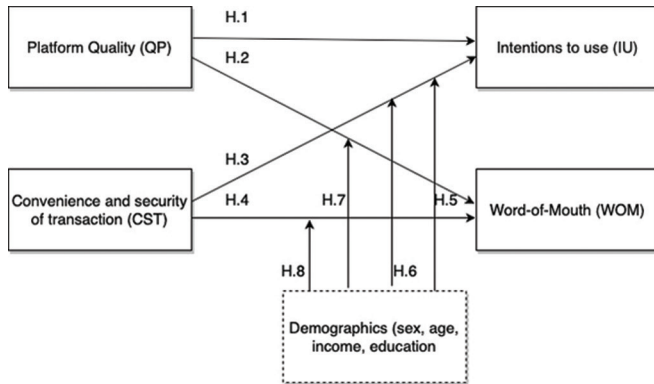 H.1
Platform Quality (QP)
Intentions to use (IU)
H.2
H.3
Convenience and security
of transaction (CST)
H.4
H.7
H.5
Word-of-Mouth (WOM)
H.8
H.6
Demographics (sex, age,
income, education